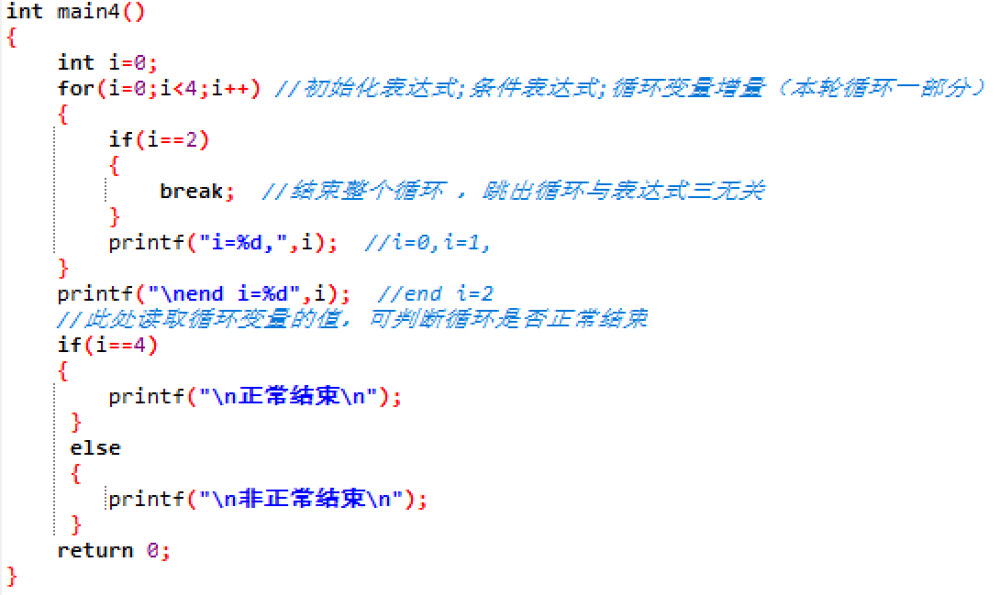 int main4()
{
    int i=0;
    for(i=0;i<4;i++) //初始化表达式;条件表达式;循环变量增量（本轮循环一部分）
    {
        if(i==2)
        {
            break;  //结束整个循环 ，跳出循环与表达式三无关
        }
        printf("i=%d,",i);  //i=0,i=1,
    }
    printf("\nend i=%d",i);  //end i=2
    //此处读取循环变量的值，可判断循环是否正常结束
    if(i==4)
    {
        printf("\n正常结束\n");
     }
     else
     {
        printf("\n非正常结束\n");
     }
    return 0;
}